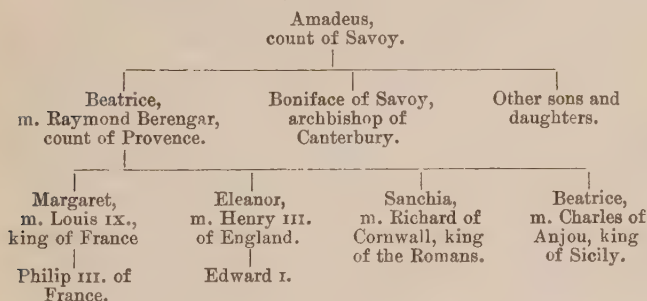 Amadeus,
count of Savoy.
Beatrice,
m. Raymond Berengar,
count of Provence.
Boniface of Savoy,
archbishop of
Canterbury.
Other sons and
daughters.
Margaret,
m. Louis IX.,
king of France
Eleanor,
m. Henry III.
of England.
Sanchia,
m. Richard of
Cornwall, king
of the Romans.
Beatrice,
m. Charles of
Anjou, king
of Sicily.
Philip III. of
France.
Edward I.